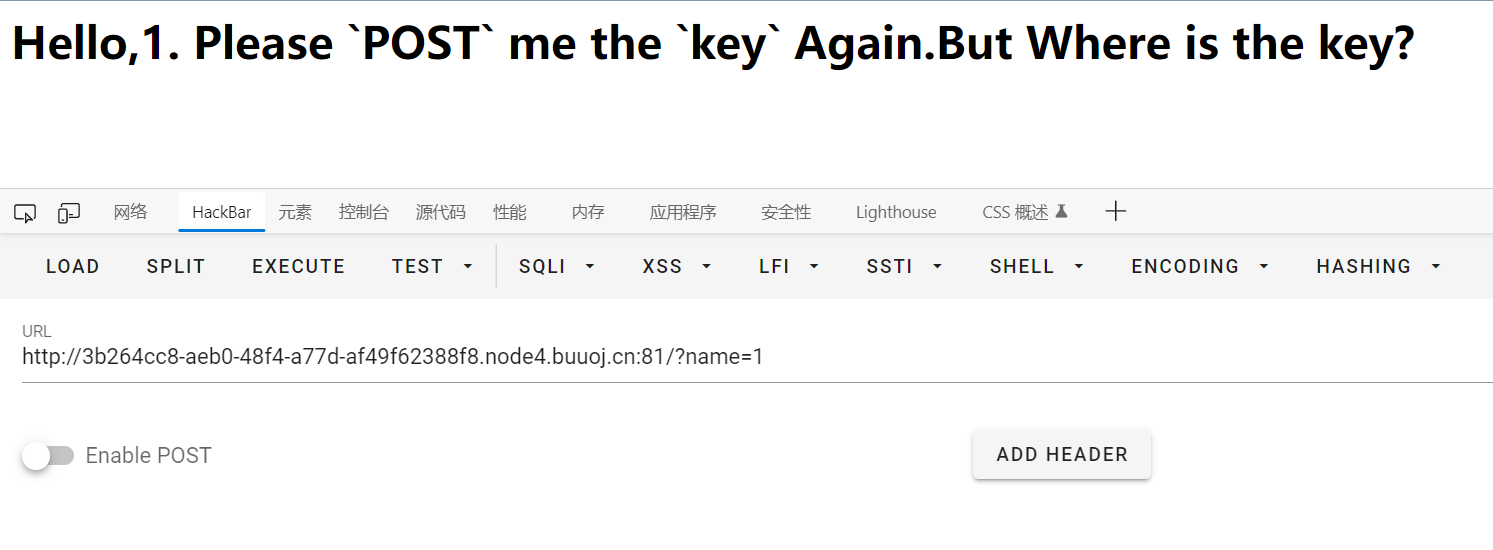 Hello,1. Please `POST` me the `key` Again.But Where is the key?
网络 HackBar 元素 控制台 源代码 性能 内存 应用程序 安全性 Lighthouse CSS 概述
LOAD SPLIT EXECUTE TEST SQLI XSS LFI SSTI SHELL ENCODING HASHING
URL
http://3b264cc8-aeb0-48f4-a77d-af49f62388f8.node4.buuoj.cn:81/?name=1
Enable POST ADD HEADER